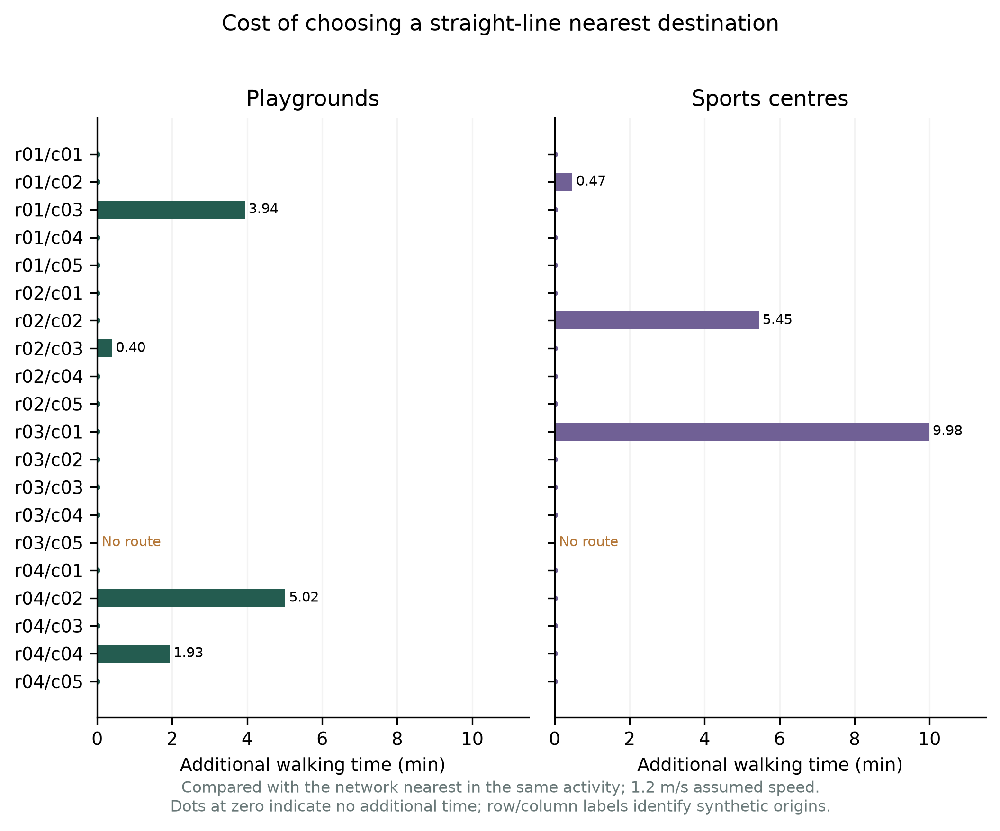 Cost of choosing a straight-line nearest destination
Playgrounds
Sports centres
r01/c01
r01/c02
0.47
r01/c03
3.94
r01/c04
r01/c05
r02/c01
r02/c02
5.45
r02/c03
0.40
r02/c04
r02/c05
r03/c01
9.98
r03/c02
r03/c03
r03/c04
r03/c05
No route
No route
r04/c01
r04/c02
5.02
r04/c03
r04/c04
1.93
r04/c05
0 2 4 6 8 10
0 2 4 6 8 10
Additional walking time (min)
Additional walking time (min)
Compared with the network nearest in the same activity; 1.2 m/s assumed speed.
Dots at zero indicate no additional time; row/column labels identify synthetic origins.